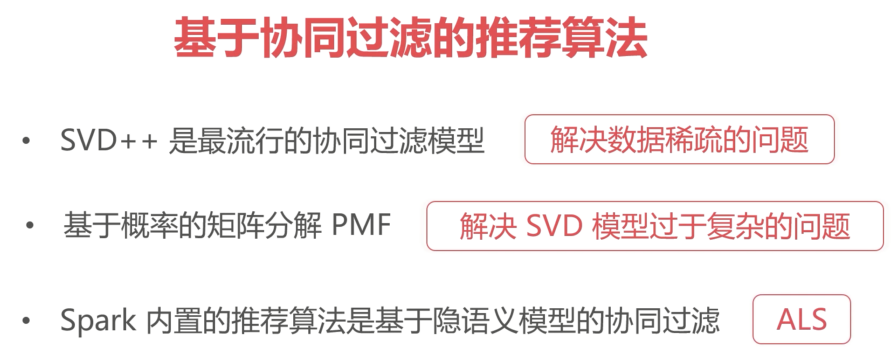 基于协同过滤的推荐算法
• SVD++ 是最流行的协同过滤模型 解决数据稀疏的问题
• 基于概率的矩阵分解 PMF 解决 SVD 模型过于复杂的问题
• Spark 内置的推荐算法是基于隐语义模型的协同过滤 ALS